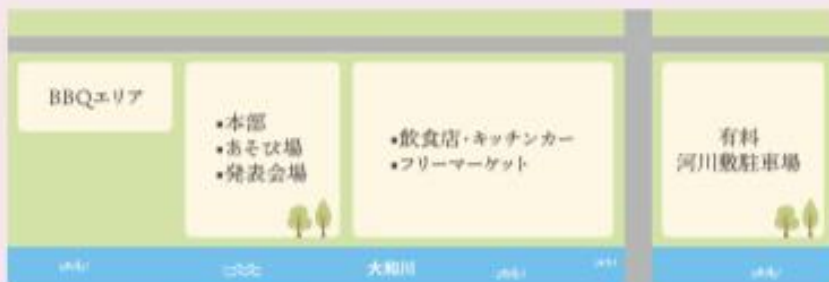 BBQエリア
▪本部
▪あそび場
▪発表会場
▪飲食店・キッチンカー
▪フリーマーケット
有料
河川敷駐車場
大和川